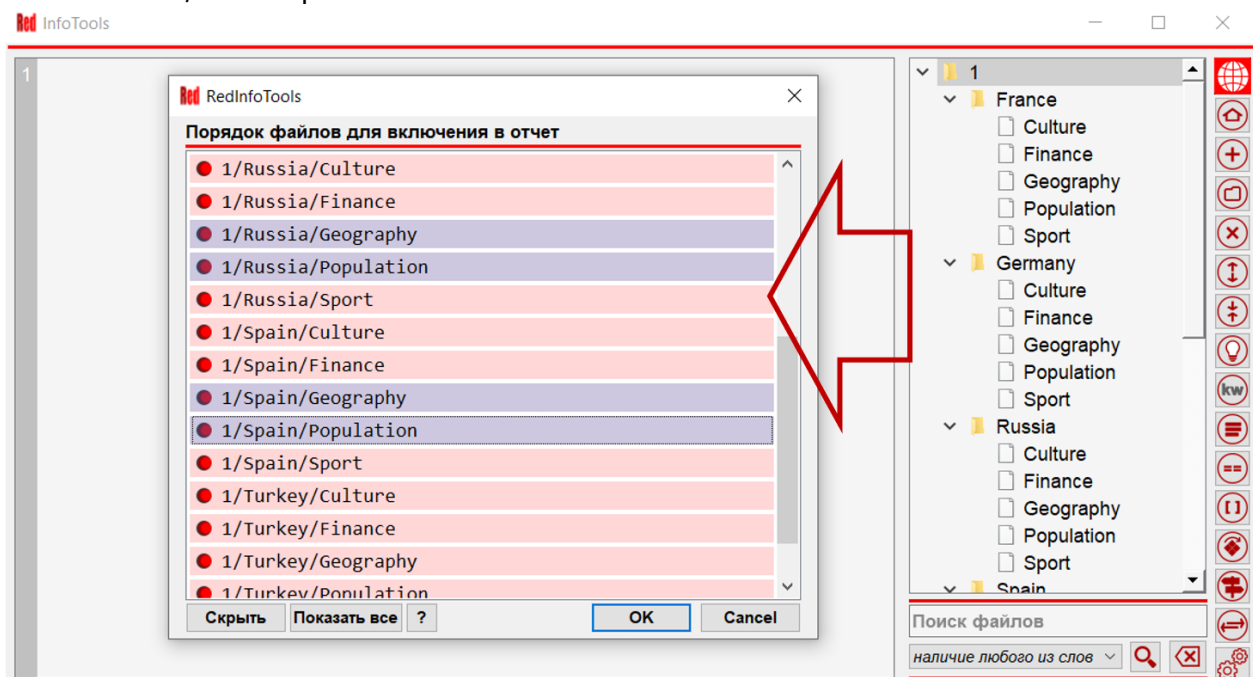 Red InfoTools
1
Red RedInfoTools
Порядок файлов для включения в отчет
1/Russia/Culture
1/Russia/Finance
1/Russia/Geography
1/Russia/Population
1/Russia/Sport
1/Spain/Culture
1/Spain/Finance
1/Spain/Geography
1/Spain/Population
1/Spain/Sport
1/Turkey/Culture
1/Turkey/Finance
1/Turkey/Geography
1/Turkey/Population
Скрыть Показать все ? OK Cancel
1
France
Culture
Finance
Geography
Population
Sport
Germany
Culture
Finance
Geography
Population
Sport
Russia
Culture
Finance
Geography
Population
Sport
Spain
Поиск файлов
наличие любого из слов
kw
==
[ ]